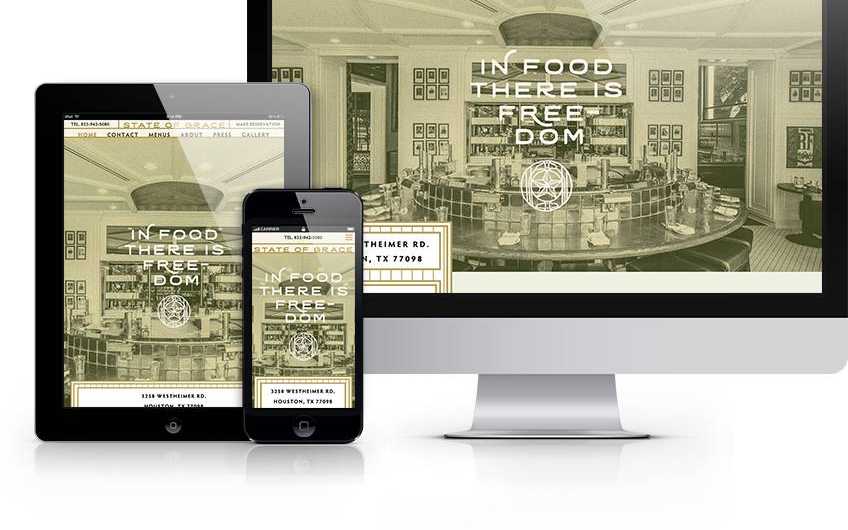 IN FOOD
THERE IS
FREE-
DOM
STHEIMER RD.
N, TX 77098
TEL. 832-942-5080
STATE OF GRACE
MAKE RESERVATION
HOME CONTACT MENUS ABOUT PRESS GALLERY
IN FOOD
THERE IS
FREE-
DOM
3258 WESTHEIMER RD.
HOUSTON, TX 77098
CARRIER
TEL. 832-942-5080
STATE OF GRACE
IN FOOD
THERE IS
FREE-
DOM
3258 WESTHEIMER RD.
HOUSTON, TX 77098